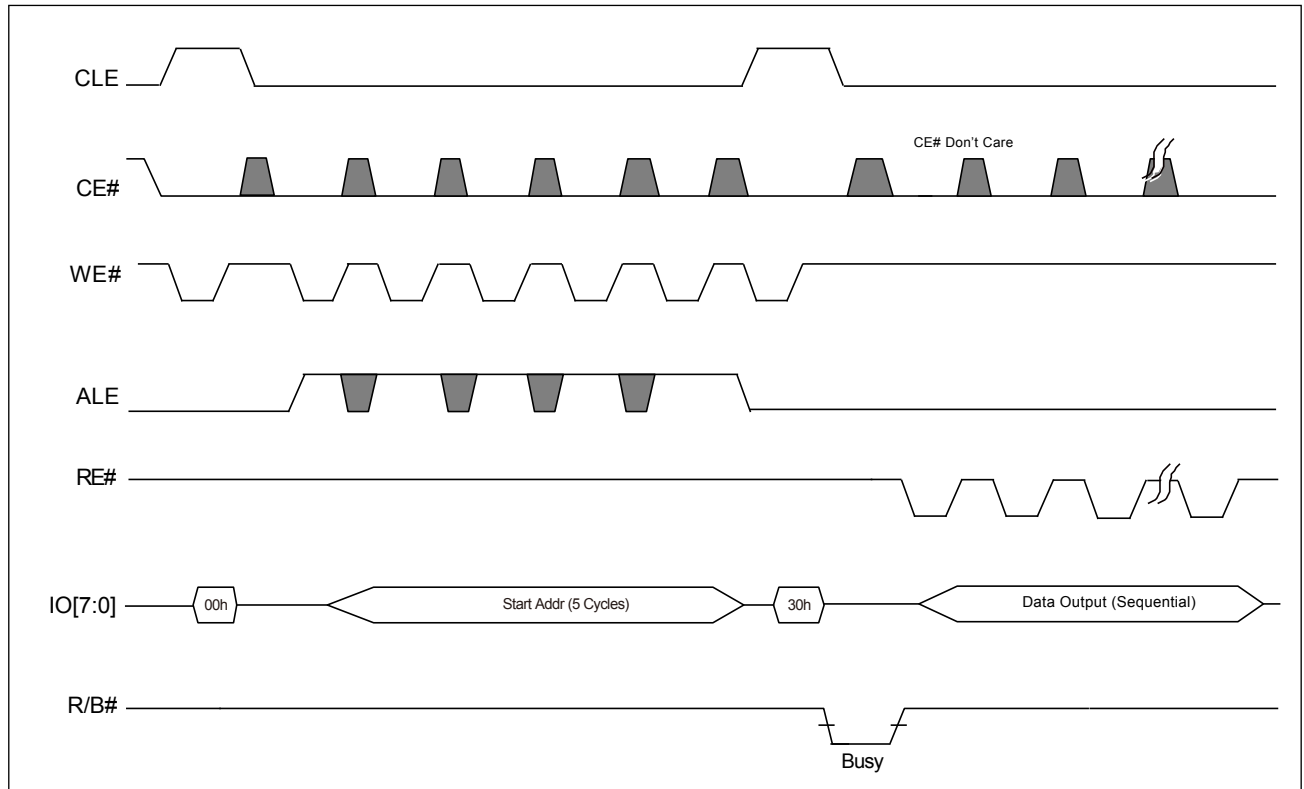 CLE
CE# Don't Care
CE#
WE#
ALE
RE#
IO[7:0]
00h
Start Addr (5 Cycles)
30h
Data Output (Sequential)
R/B#
Busy